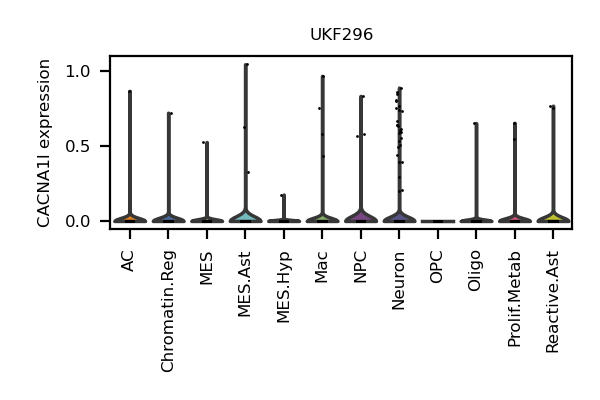 UKF296
CACNA1I expression
1.0
0.5
0.0
AC
Chromatin.Reg
MES
MES.Ast
MES.Hyp
Mac
NPC
Neuron
OPC
Oligo
Prolif.Metab
Reactive.Ast